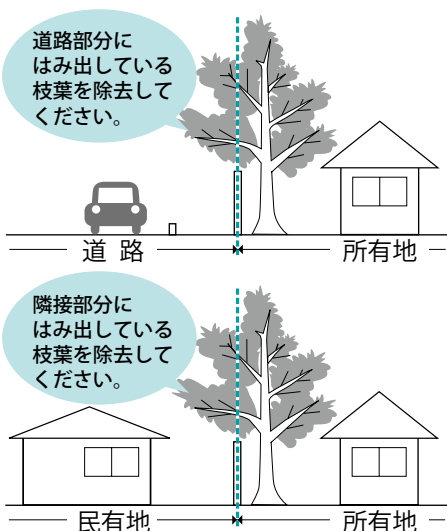 道路部分に
はみ出している
枝葉を除去して
ください。
道 路
所有地
隣接部分に
はみ出している
枝葉を除去して
ください。
民有地
所有地